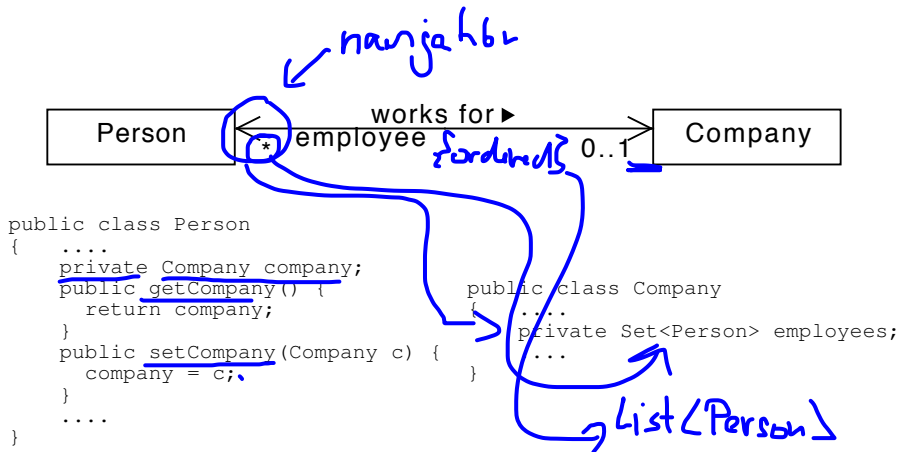 works for ▶
Person
employee
{ordered}
*
0..1
Company
public class Person
{ ....
private Company company;
public getCompany() {
return company;
}
public setCompany(Company c) {
company = c;
}
....
}
public class Company
{ ....
private Set<Person> employees;
...
}
List<Person>